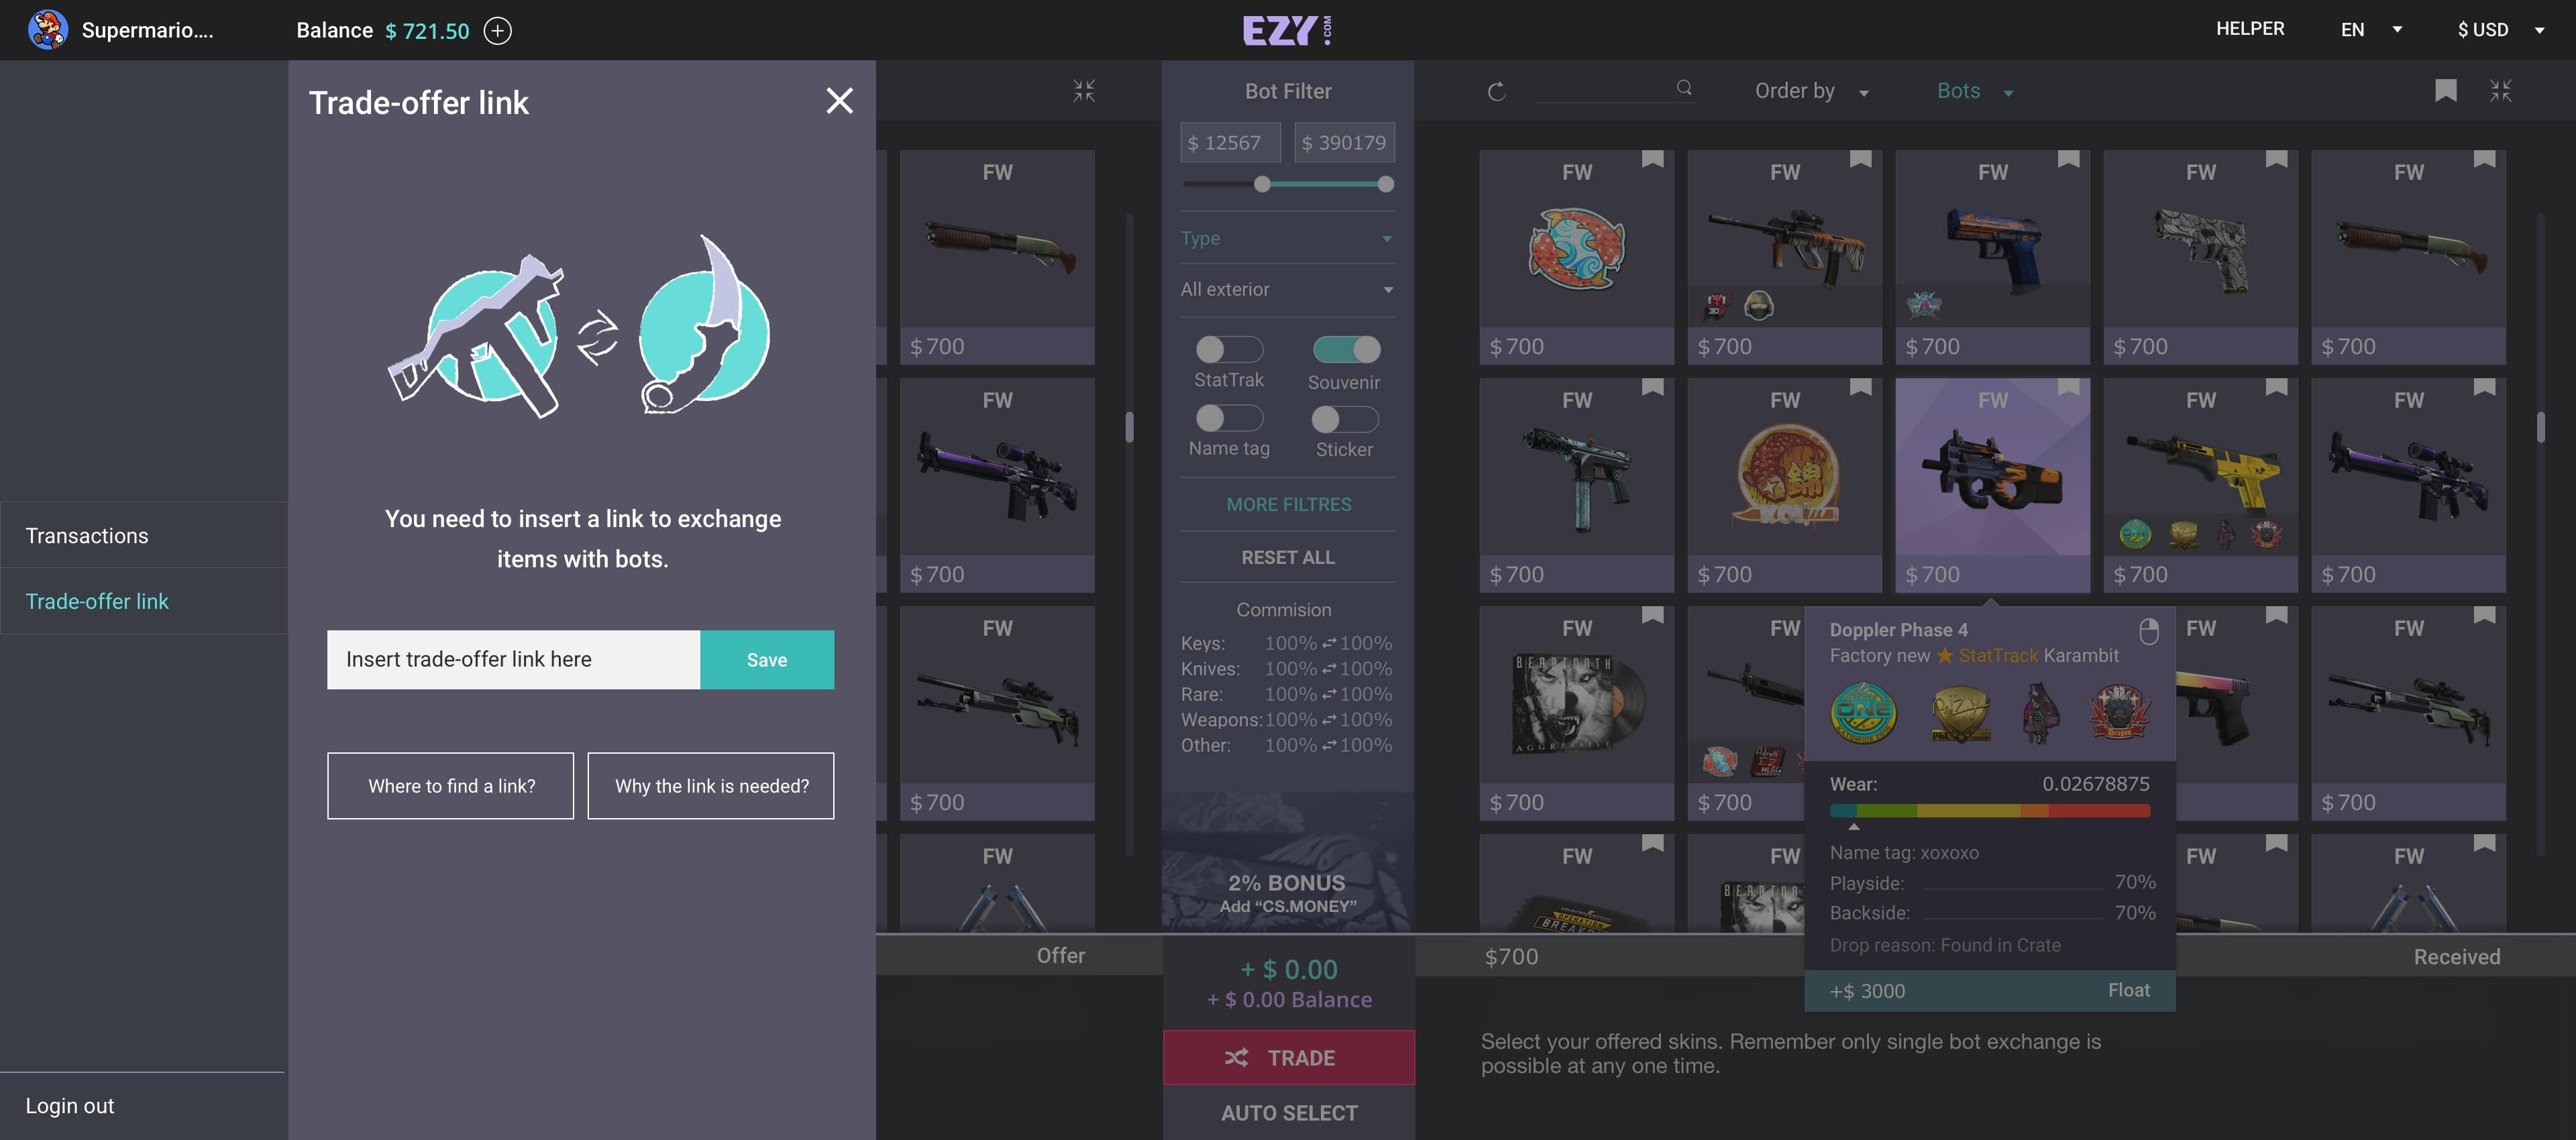 Supermario....
Balance $ 721.50
EZY.COM
HELPER
EN
$ USD
Transactions
Trade-offer link
Login out
Trade-offer link
You need to insert a link to exchange
items with bots.
Insert trade-offer link here
Save
Where to find a link?
Why the link is needed?
FW
$ 700
FW
$ 700
FW
$ 700
FW
Offer
Bot Filter
$ 12567
$ 390179
Type
All exterior
StatTrak
Souvenir
Name tag
Sticker
MORE FILTRES
RESET ALL
Commision
Keys: 100% 100%
Knives: 100% 100%
Rare: 100% 100%
Weapons: 100% 100%
Other: 100% 100%
2% BONUS
Add “CS.MONEY”
+ $ 0.00
+ $ 0.00 Balance
TRADE
AUTO SELECT
Order by
Bots
FW
FW
FW
FW
FW
$ 700
$ 700
$ 700
$ 700
$ 700
FW
FW
FW
FW
FW
$ 700
$ 700
$ 700
$ 700
$ 700
FW
FW
FW
FW
BEARTOOTH
AGGRESSIVE
$ 700
$ 700
$ 700
Doppler Phase 4
Factory new StatTrack Karambit
ONE
Wear: 0.02678875
Name tag: xoxoxo
Playside: 70%
Backside: 70%
Drop reason: Found in Crate
+$ 3000
Float
FW
FW
FW
FW
OPERATION
$700
Received
Select your offered skins. Remember only single bot exchange is
possible at any one time.